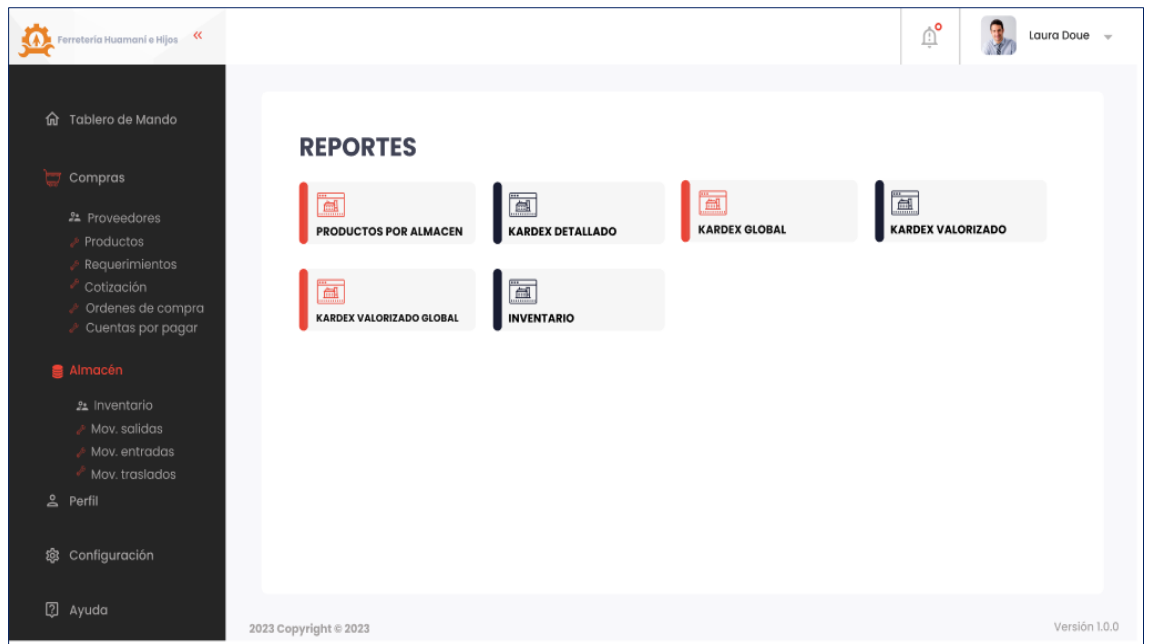 Ferretería Huamaní e Hijos
Laura Doue
Tablero de Mando
Compras
Proveedores
Productos
Requerimientos
Cotización
Ordenes de compra
Cuentas por pagar
Almacén
Inventario
Mov. salidas
Mov. entradas
Mov. traslados
Perfil
Configuración
Ayuda
REPORTES
PRODUCTOS POR ALMACEN
KARDEX DETALLADO
KARDEX GLOBAL
KARDEX VALORIZADO
KARDEX VALORIZADO GLOBAL
INVENTARIO
2023 Copyright © 2023
Versión 1.0.0